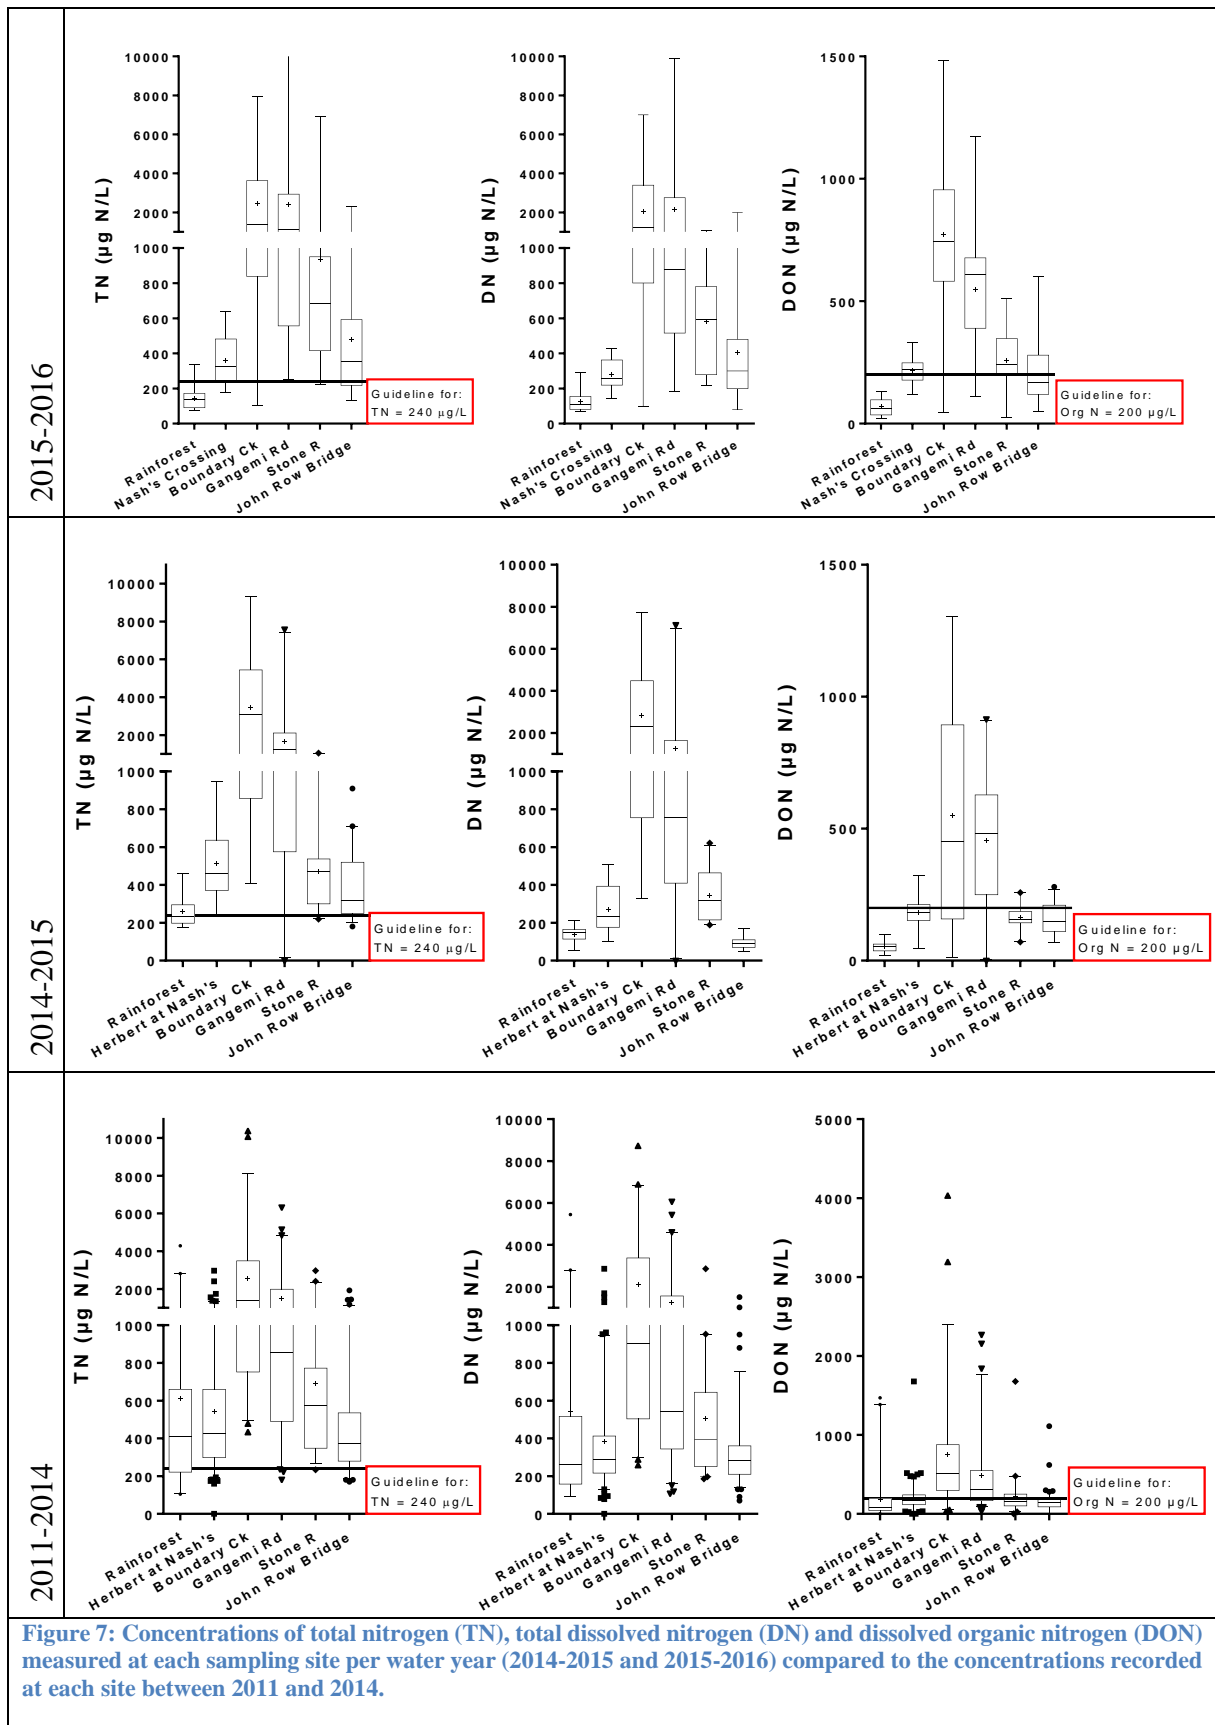 2015-2016
TN (µg N/L)
10000
8000
6000
4000
2000
1000
800
600
400
200
0
Rainforest
Nash's Crossing
Boundary Ck
Gangemi Rd
Stone R
John Row Bridge
Guideline for:
TN = 240 µg/L
DN (µg N/L)
10000
8000
6000
4000
2000
1000
800
600
400
200
0
Rainforest
Nash's Crossing
Boundary Ck
Gangemi Rd
Stone R
John Row Bridge
DON (µg N/L)
1500
1000
500
0
Rainforest
Nash's Crossing
Boundary Ck
Gangemi Rd
Stone R
John Row Bridge
Guideline for:
Org N = 200 µg/L
2014-2015
TN (µg N/L)
10000
8000
6000
4000
2000
1000
800
600
400
200
0
Rainforest
Herbert at Nash's
Boundary Ck
Gangemi Rd
Stone R
John Row Bridge
Guideline for:
TN = 240 µg/L
DN (µg N/L)
10000
8000
6000
4000
2000
1000
800
600
400
200
0
Rainforest
Herbert at Nash's
Boundary Ck
Gangemi Rd
Stone R
John Row Bridge
DON (µg N/L)
1500
1000
500
0
Rainforest
Herbert at Nash's
Boundary Ck
Gangemi Rd
Stone R
John Row Bridge
Guideline for:
Org N = 200 µg/L
2011-2014
TN (µg N/L)
10000
8000
6000
4000
2000
1000
800
600
400
200
0
Rainforest
Herbert at Nash's
Boundary Ck
Gangemi Rd
Stone R
John Row Bridge
Guideline for:
TN = 240 µg/L
DN (µg N/L)
10000
8000
6000
4000
2000
1000
800
600
400
200
0
Rainforest
Herbert at Nash's
Boundary Ck
Gangemi Rd
Stone R
John Row Bridge
DON (µg N/L)
5000
4000
3000
2000
1000
0
Rainforest
Herbert at Nash's
Boundary Ck
Gangemi Rd
Stone R
John Row Bridge
Guideline for:
Org N = 200 µg/L
Figure 7: Concentrations of total nitrogen (TN), total dissolved nitrogen (DN) and dissolved organic nitrogen (DON)
measured at each sampling site per water year (2014-2015 and 2015-2016) compared to the concentrations recorded
at each site between 2011 and 2014.